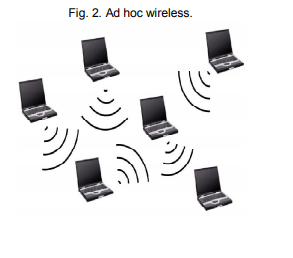 Fig. 2. Ad hoc wireless.